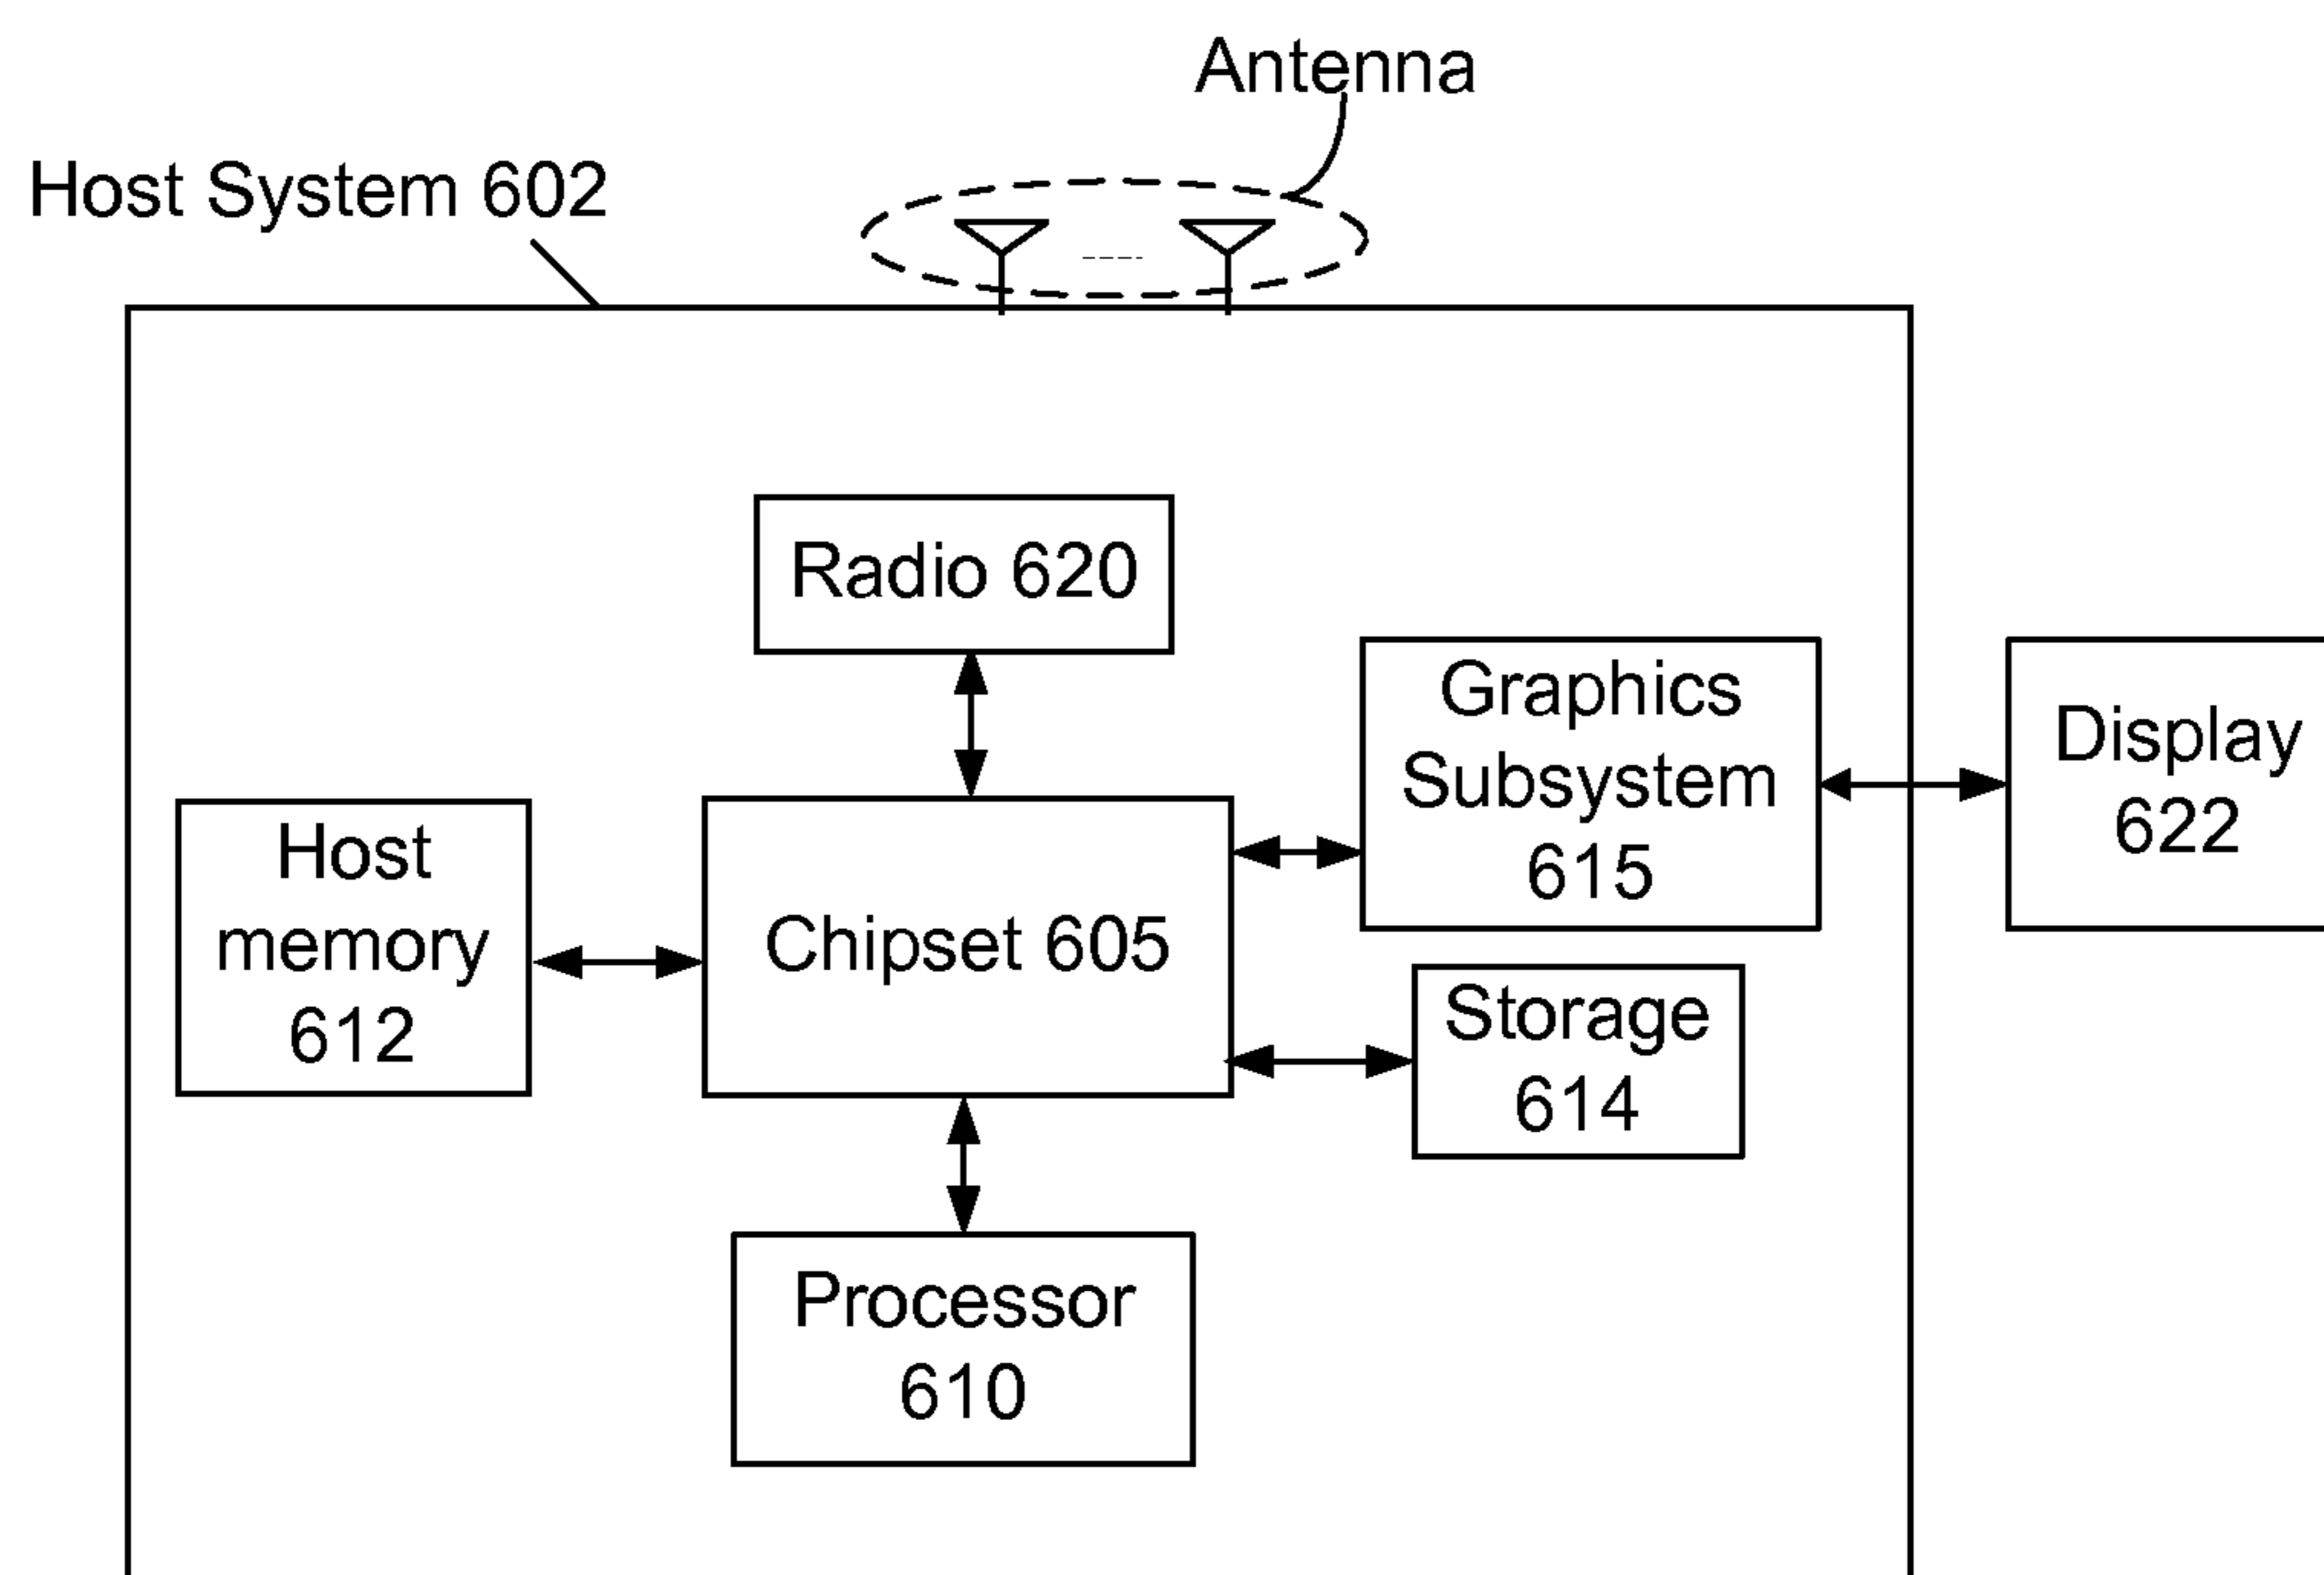 Antenna
Host System 602
Radio 620
Graphics
Subsystem
615
Display
622
Host
memory
612
Chipset 605
Storage
614
Processor
610